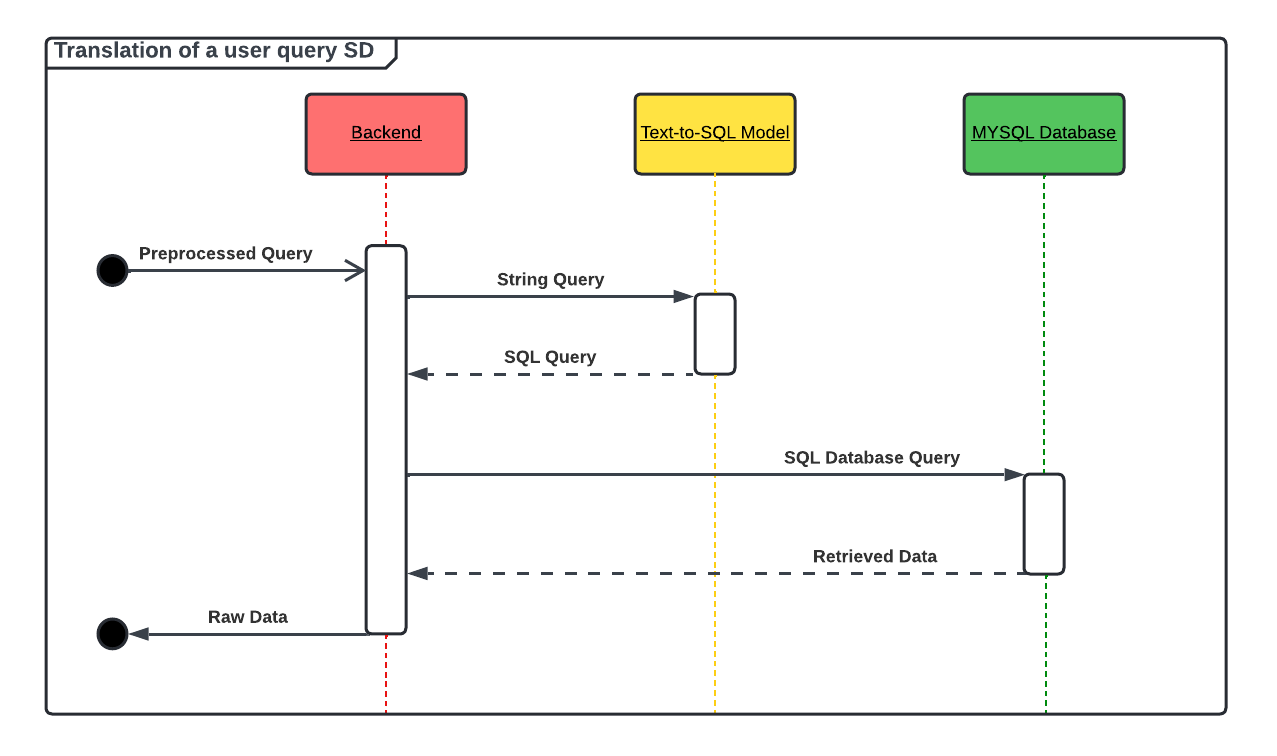 Translation of a user query SD
Backend
Text-to-SQL Model
MYSQL Database
Preprocessed Query
String Query
SQL Query
SQL Database Query
Retrieved Data
Raw Data